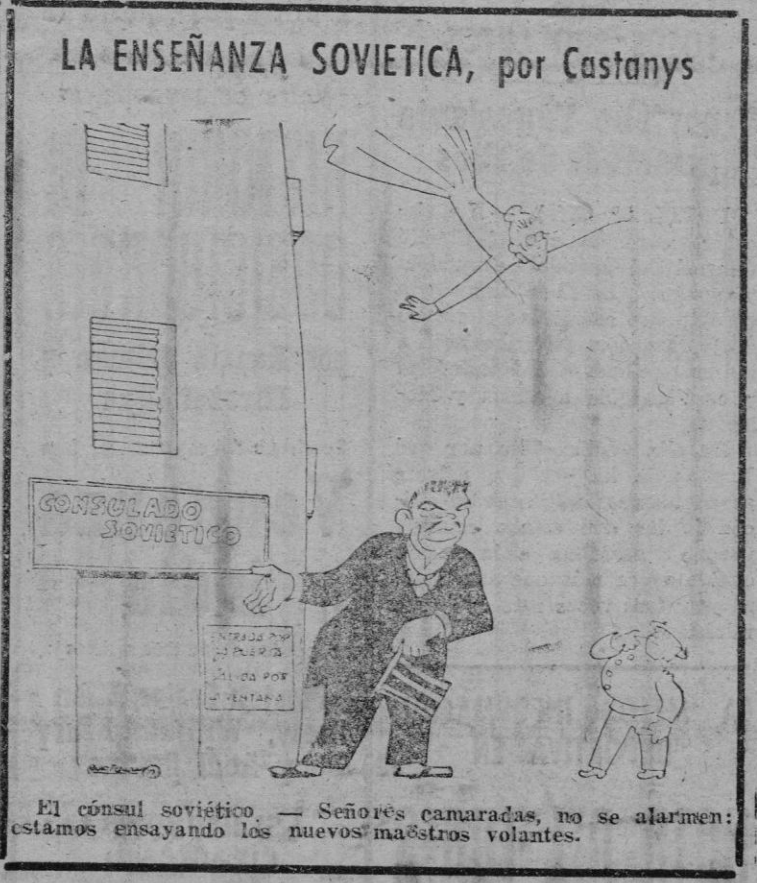 LA ENSEÑANZA SOVIETICA, por Castanys
CONSULADO
SOVIETICO
ENTRADA POR
LA PUERTA
SALIDA POR
LA VENTANA
El cónsul soviético. — Señores camaradas, no se alarmen:
estamos ensayando los nuevos maestros volantes.